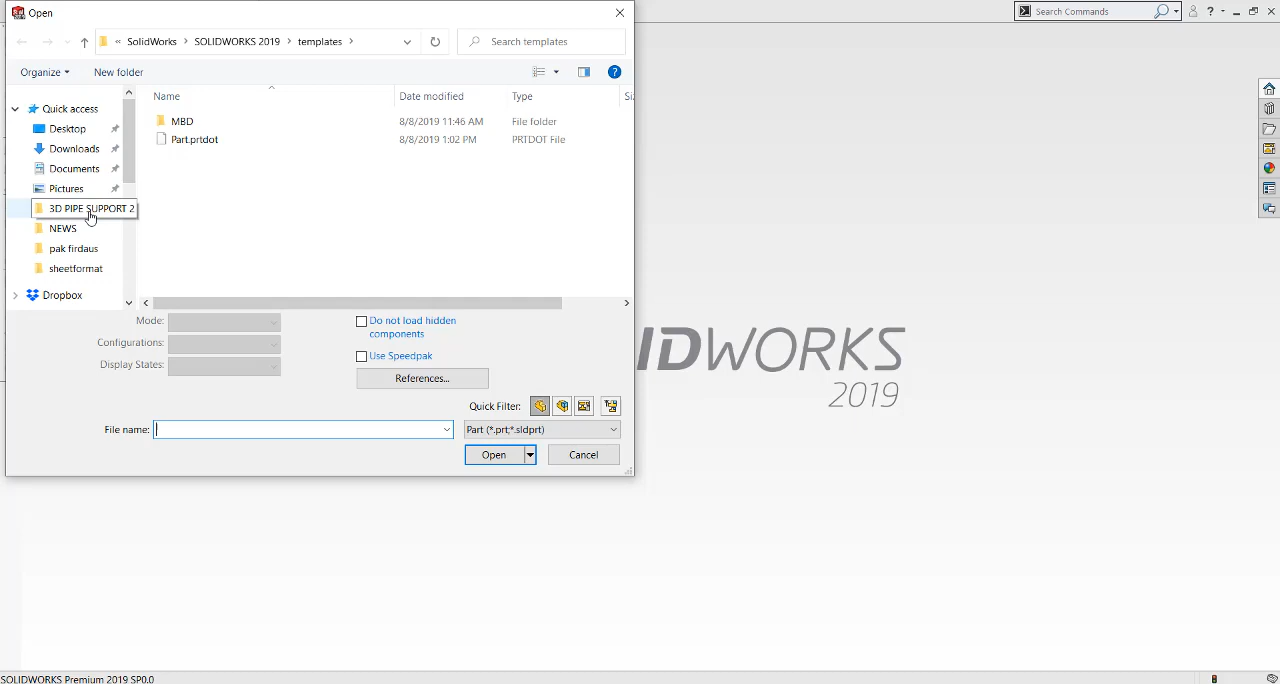 Open
Search Commands
« SolidWorks › SOLIDWORKS 2019 › templates ›
Search templates
Organize
New folder
Name
Date modified
Type
Quick access
MBD
8/8/2019 11:46 AM
File folder
Desktop
Part.prtdot
8/8/2019 1:02 PM
PRTDOT File
Downloads
Documents
Pictures
3D PIPE SUPPORT 2
NEWS
pak firdaus
sheetformat
Dropbox
Mode:
Do not load hidden
components
Configurations:
Use Speedpak
Display States:
References...
Quick Filter:
File name:
Part (*.prt;*.sldprt)
Open
Cancel
IDWORKS
2019
SOLIDWORKS Premium 2019 SP0.0